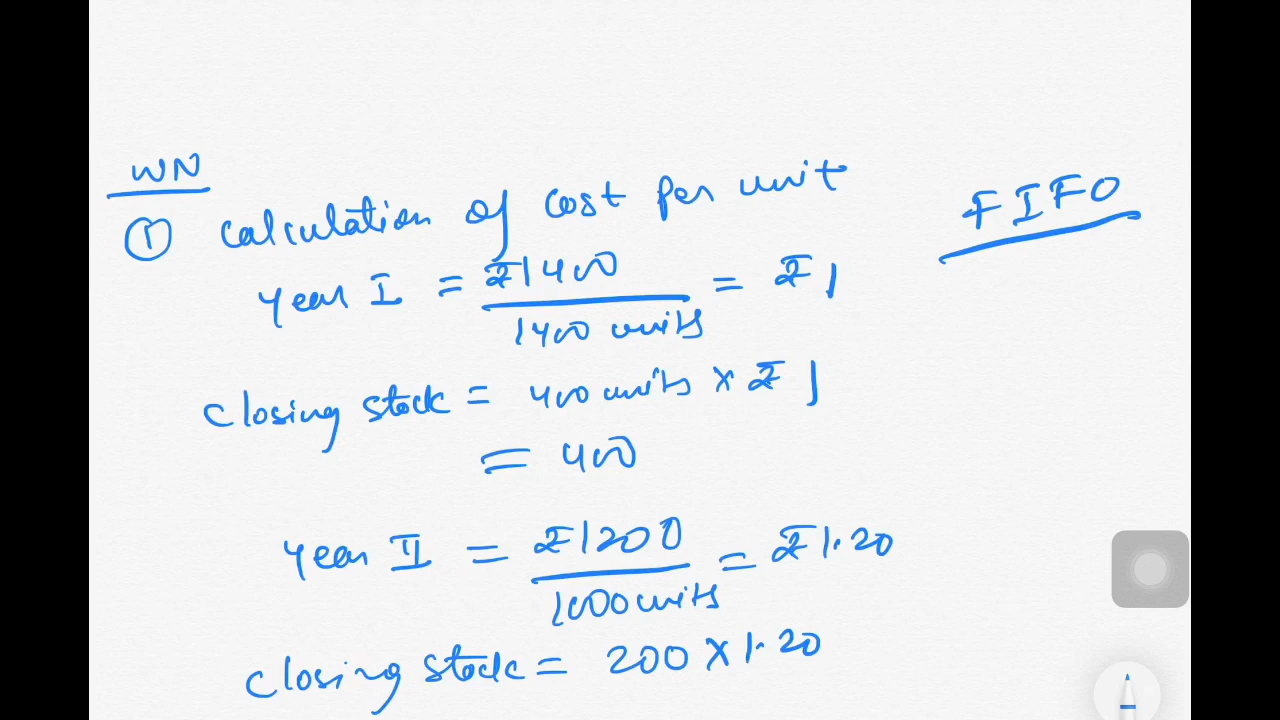 WN
① Calculation of cost per unit
FIFO
Year I = ₹1400 / 1400 units = ₹1
Closing stock = 400 units × ₹1
= 400
Year II = ₹1200 / 1000 units = ₹1.20
Closing stock = 200 × 1.20